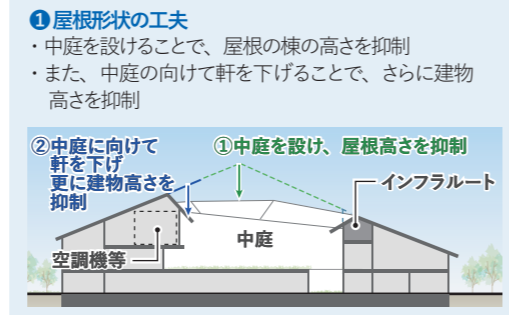 ❶屋根形状の工夫
・中庭を設けることで、屋根の棟の高さを抑制
・また、中庭の向けて軒を下げることで、さらに建物
高さを抑制
②中庭に向けて
軒を下げ
更に建物高さを
抑制
①中庭を設け、屋根高さを抑制
インフラルート
中庭
空調機等